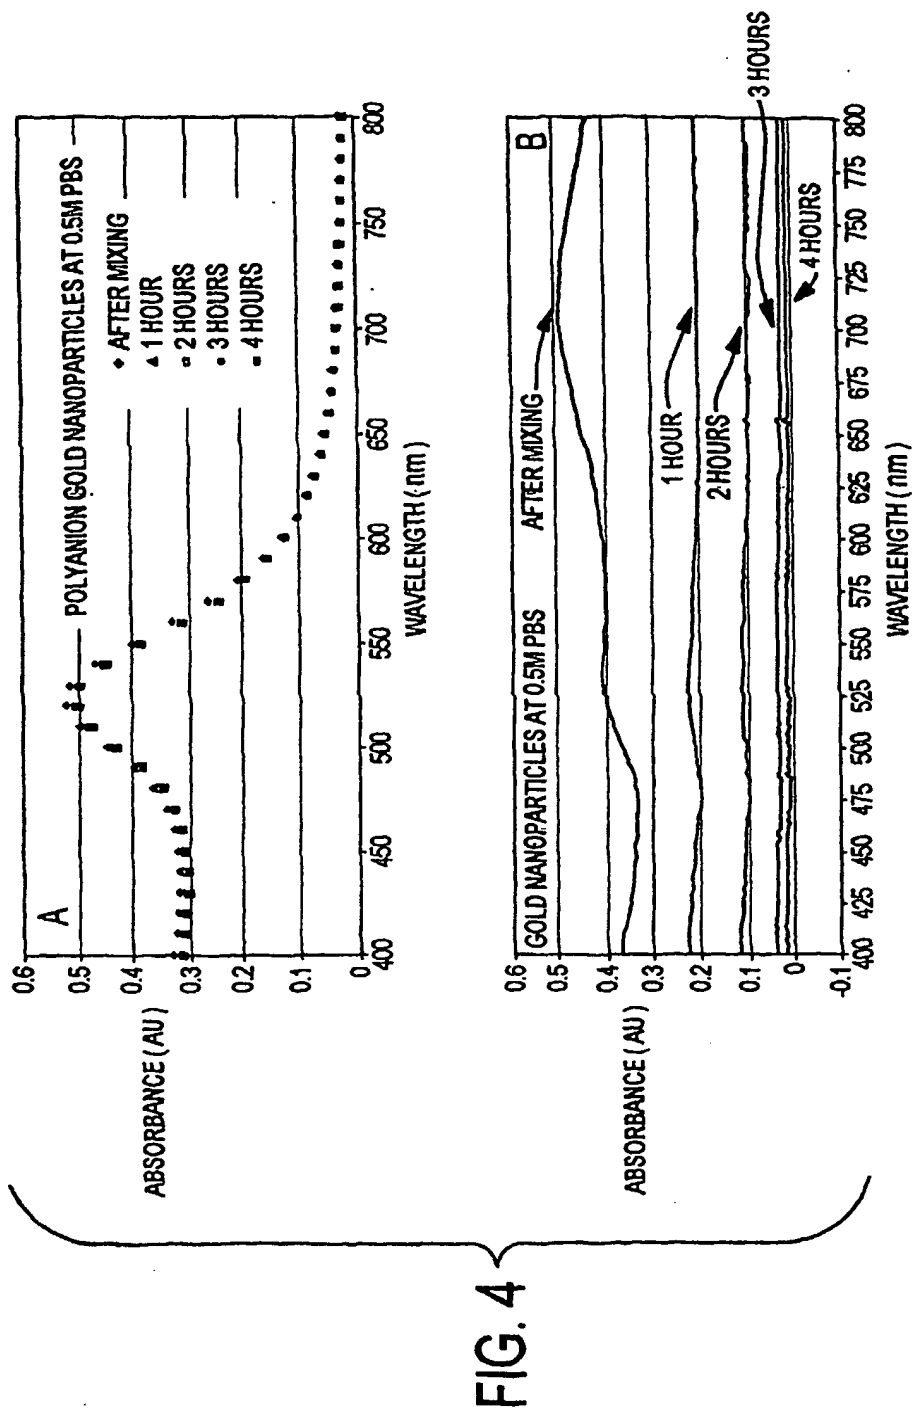 FIG. 4
A
POLYANION GOLD NANOPARTICLES AT 0.5M PBS
AFTER MIXING
1 HOUR
2 HOURS
3 HOURS
4 HOURS
ABSORBANCE (AU)
0.6
0.5
0.4
0.3
0.2
0.1
0
400 450 500 550 600 650 700 750 800
WAVELENGTH (nm)
B
GOLD NANOPARTICLES AT 0.5M PBS
AFTER MIXING
1 HOUR
2 HOURS
3 HOURS
4 HOURS
ABSORBANCE (AU)
0.6
0.5
0.4
0.3
0.2
0.1
0
-0.1
400 425 450 475 500 525 550 575 600 625 650 675 700 725 750 775 800
WAVELENGTH (nm)